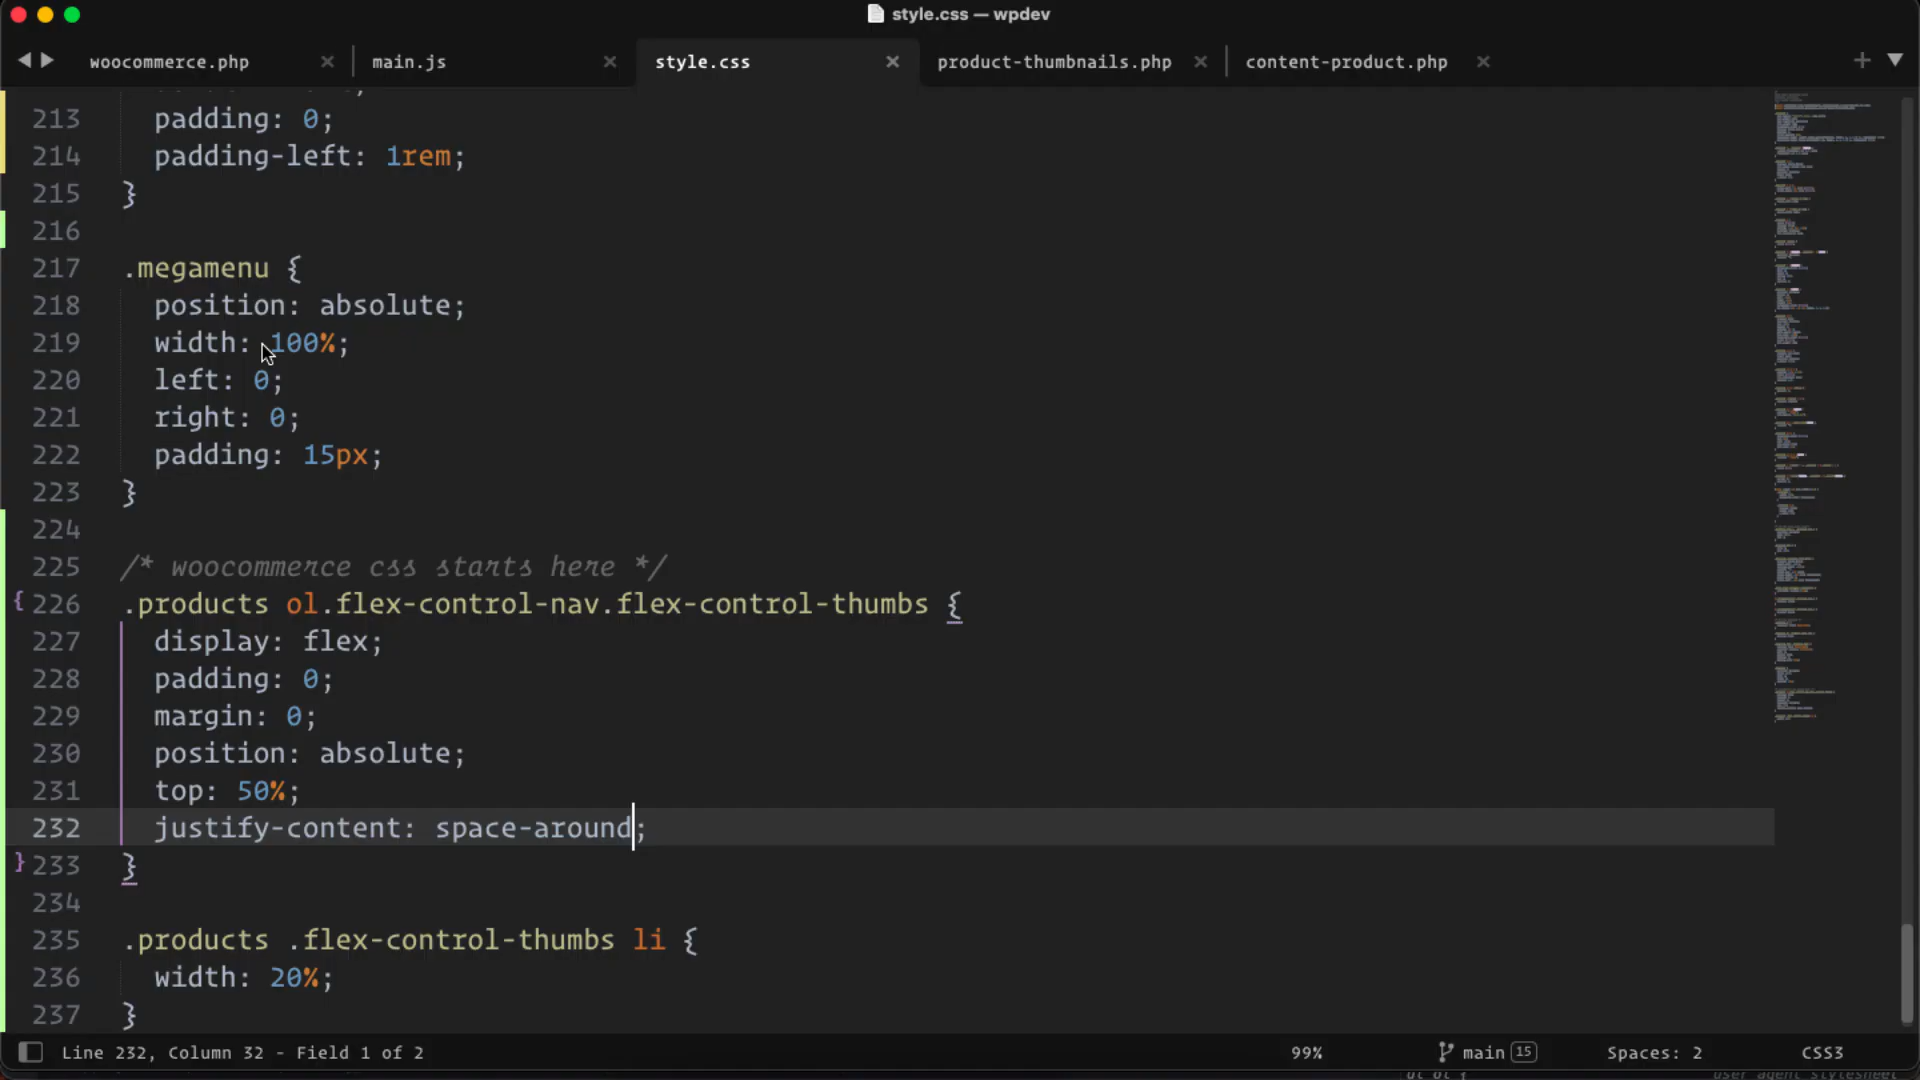 style.css — wpdev
woocommerce.php
main.js
style.css
product-thumbnails.php
content-product.php
213 padding: 0;
214 padding-left: 1rem;
215 }
216
217 .megamenu {
218 position: absolute;
219 width: 100%;
220 left: 0;
221 right: 0;
222 padding: 15px;
223 }
224
225 /* woocommerce css starts here */
226 .products ol.flex-control-nav.flex-control-thumbs {
227 display: flex;
228 padding: 0;
229 margin: 0;
230 position: absolute;
231 top: 50%;
232 justify-content: space-around;
233 }
234
235 .products .flex-control-thumbs li {
236 width: 20%;
237 }
Line 232, Column 32 - Field 1 of 2
99%
main 15
Spaces: 2
CSS3
user agent stylesheet